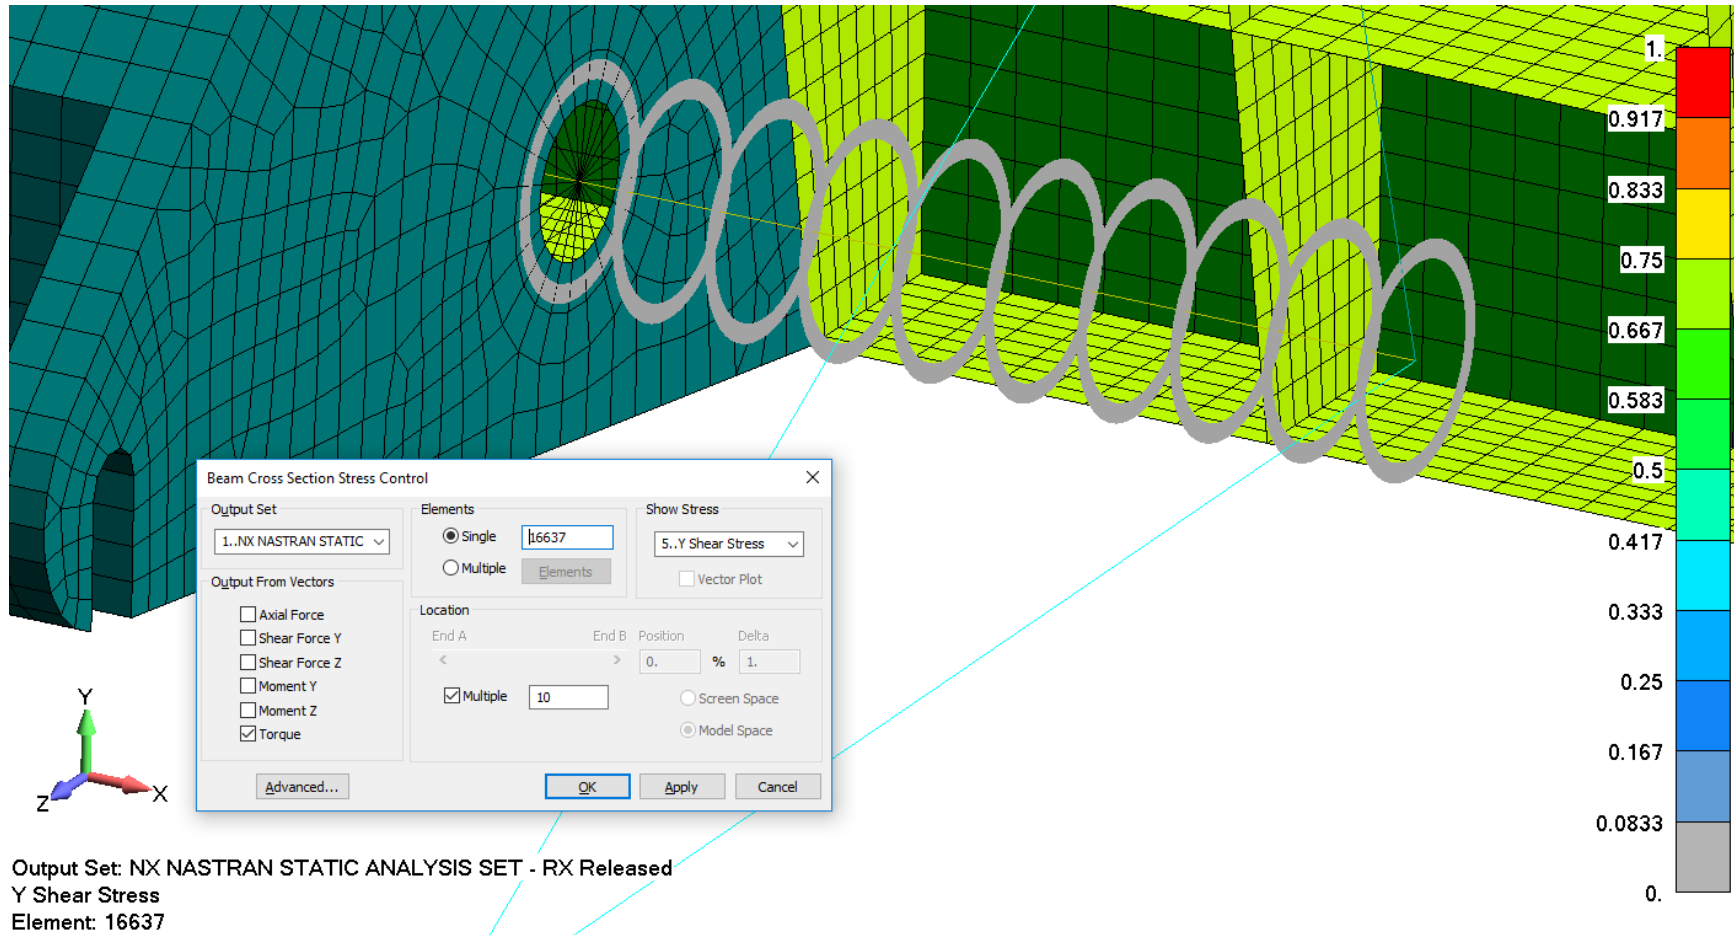 1.
0.917
0.833
0.75
0.667
0.583
0.5
0.417
0.333
0.25
0.167
0.0833
0.
Beam Cross Section Stress Control
Output Set
1..NX NASTRAN STATIC
Output From Vectors
Axial Force
Shear Force Y
Shear Force Z
Moment Y
Moment Z
Torque
Elements
Single 16637
Multiple Elements
Show Stress
5..Y Shear Stress
Vector Plot
Location
End A End B Position Delta
0. % 1.
Multiple 10
Screen Space
Model Space
Advanced... OK Apply Cancel
Y
Z X
Output Set: NX NASTRAN STATIC ANALYSIS SET - RX Released
Y Shear Stress
Element: 16637